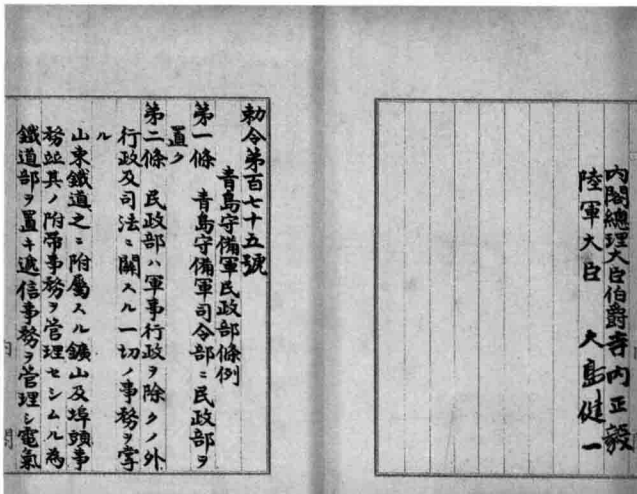 內閣總理大臣伯爵寺內正毅
陸軍大臣　大島健一
勅令第百七十五號
青島守備軍民政部條例
第一條　青島守備軍司令部ニ民政部ヲ
置ク
第二條　民政部ハ軍事行政ヲ除クノ外
行政及司法ニ關スル一切ノ事務ヲ掌
ル
山東鐵道之ニ附屬スル鑛山及埠頭事
務並其ノ附帶事務ヲ管理セシムル為
鐵道部ヲ置キ遞信事務ヲ管理シ電氣
內閣